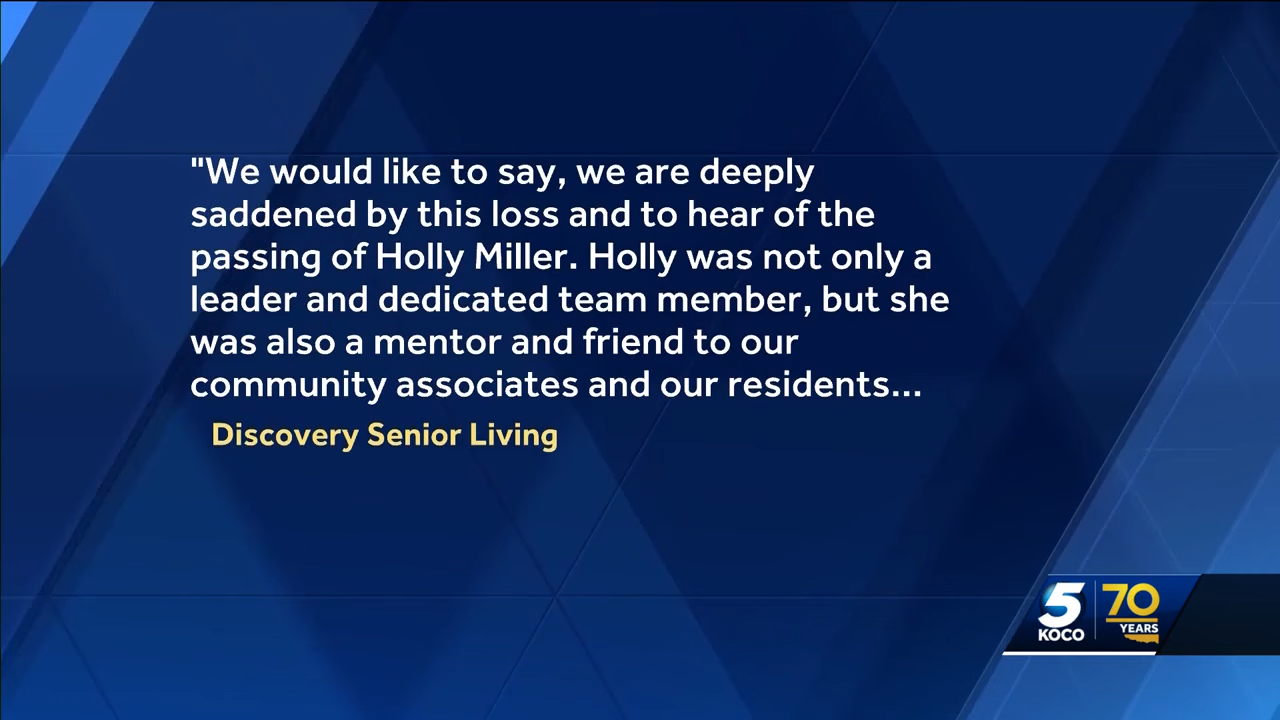 "We would like to say, we are deeply
saddened by this loss and to hear of the
passing of Holly Miller. Holly was not only a
leader and dedicated team member, but she
was also a mentor and friend to our
community associates and our residents...
Discovery Senior Living
5 70
KOCO YEARS